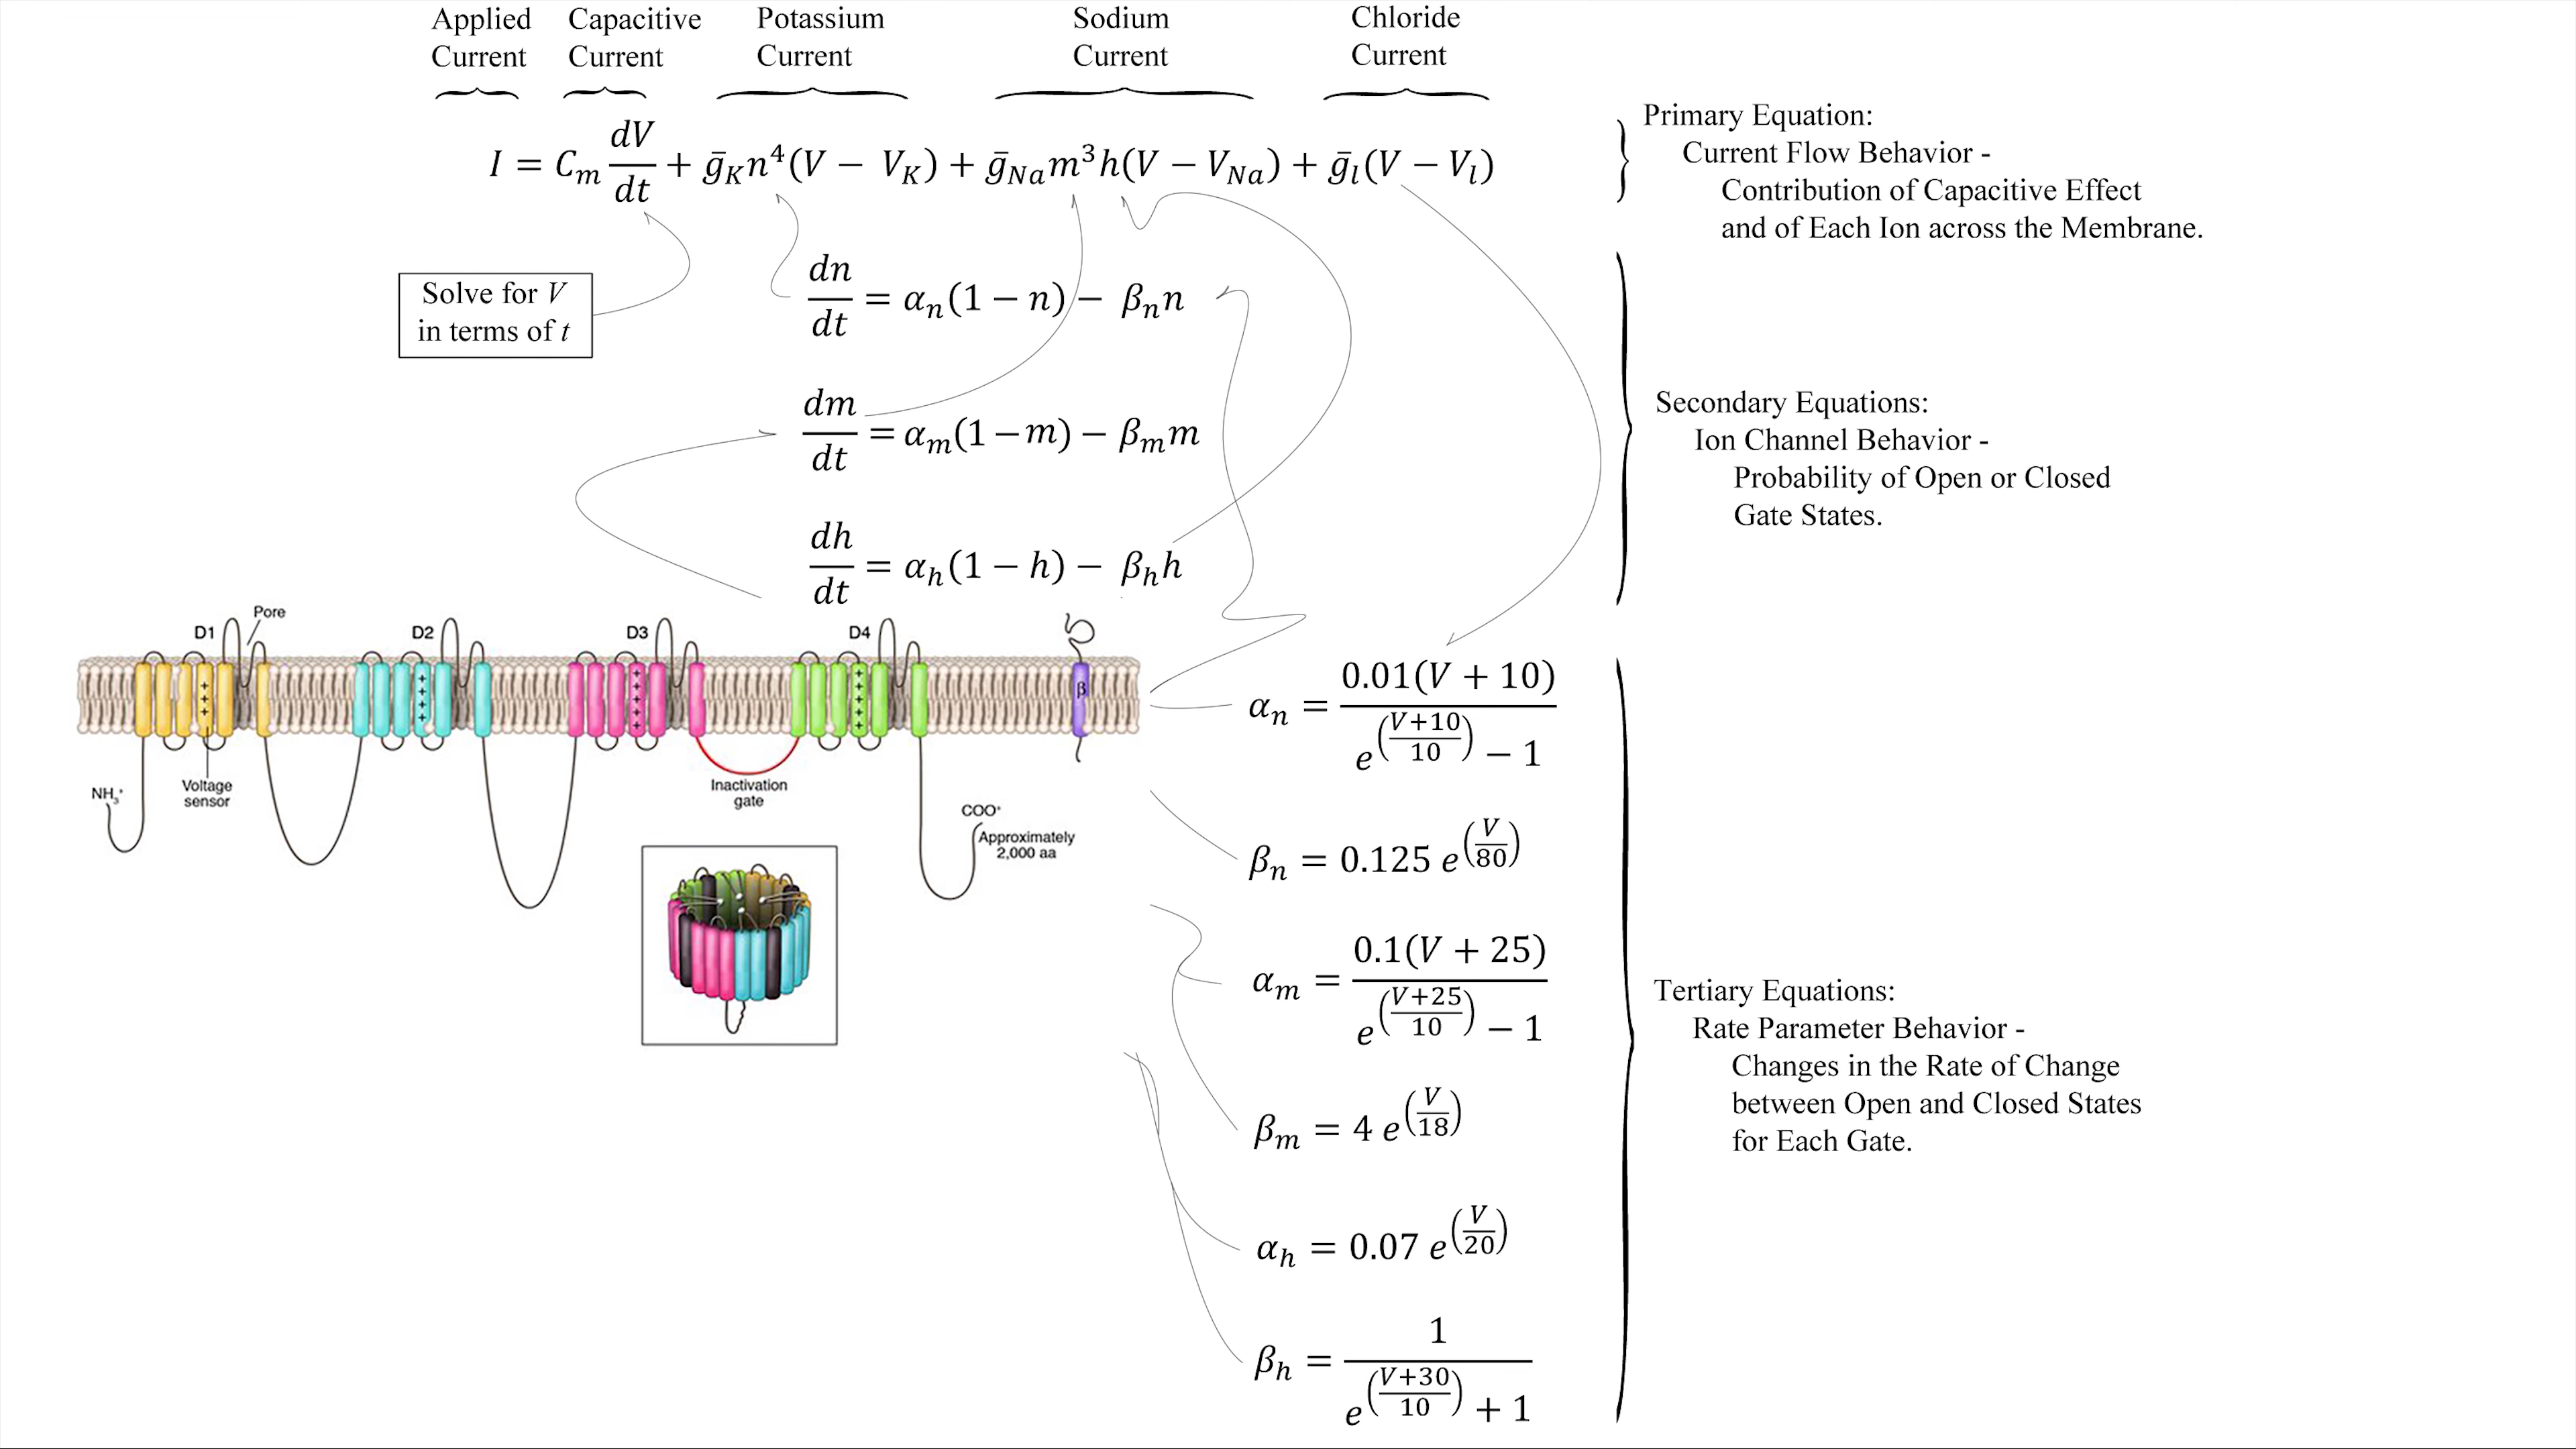 Applied Current
Capacitive Current
Potassium Current
Sodium Current
Chloride Current
I = C_m dV/dt + ḡ_K n⁴(V − V_K) + ḡ_Na m³h(V − V_Na) + ḡ_l(V − V_l)
Primary Equation:
Current Flow Behavior -
Contribution of Capacitive Effect
and of Each Ion across the Membrane.
Solve for V
in terms of t
dn/dt = α_n(1 − n) − β_n n
dm/dt = α_m(1 − m) − β_m m
dh/dt = α_h(1 − h) − β_h h
Secondary Equations:
Ion Channel Behavior -
Probability of Open or Closed
Gate States.
Pore
D1
D2
D3
D4
+ + +
+ + + +
+ + + + +
+ + + + +
β
NH₃⁺
Voltage
sensor
Inactivation
gate
COO⁺
Approximately
2,000 aa
α_n = 0.01(V + 10) / (e^((V+10)/10) − 1)
β_n = 0.125 e^(V/80)
α_m = 0.1(V + 25) / (e^((V+25)/10) − 1)
β_m = 4 e^(V/18)
α_h = 0.07 e^(V/20)
β_h = 1 / (e^((V+30)/10) + 1)
Tertiary Equations:
Rate Parameter Behavior -
Changes in the Rate of Change
between Open and Closed States
for Each Gate.